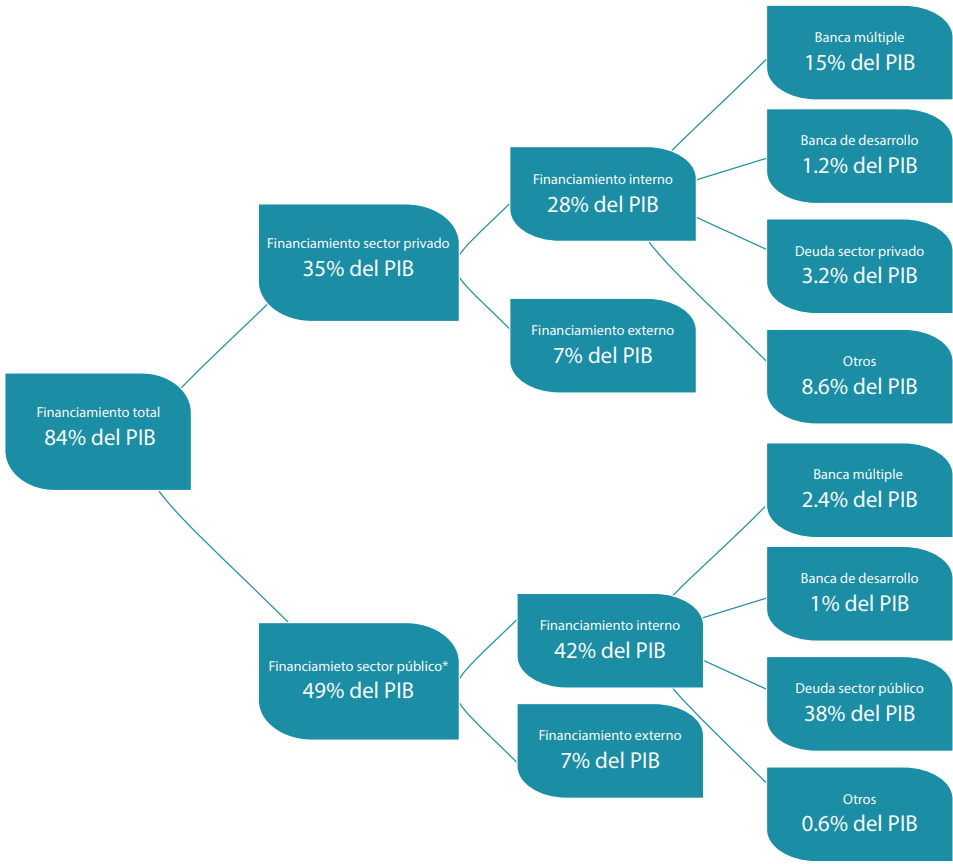 Financiamiento total
84% del PIB
Financiamiento sector privado
35% del PIB
Financiamiento interno
28% del PIB
Banca múltiple
15% del PIB
Banca de desarrollo
1.2% del PIB
Deuda sector privado
3.2% del PIB
Otros
8.6% del PIB
Financiamiento externo
7% del PIB
Financiamieto sector público*
49% del PIB
Financiamiento interno
42% del PIB
Banca múltiple
2.4% del PIB
Banca de desarrollo
1% del PIB
Deuda sector público
38% del PIB
Otros
0.6% del PIB
Financiamiento externo
7% del PIB